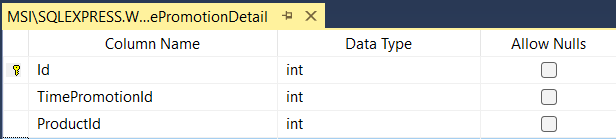 MSI\SQLEXPRESS.W...ePromotionDetail
Column Name Data Type Allow Nulls
Id int
TimePromotionId int
ProductId int